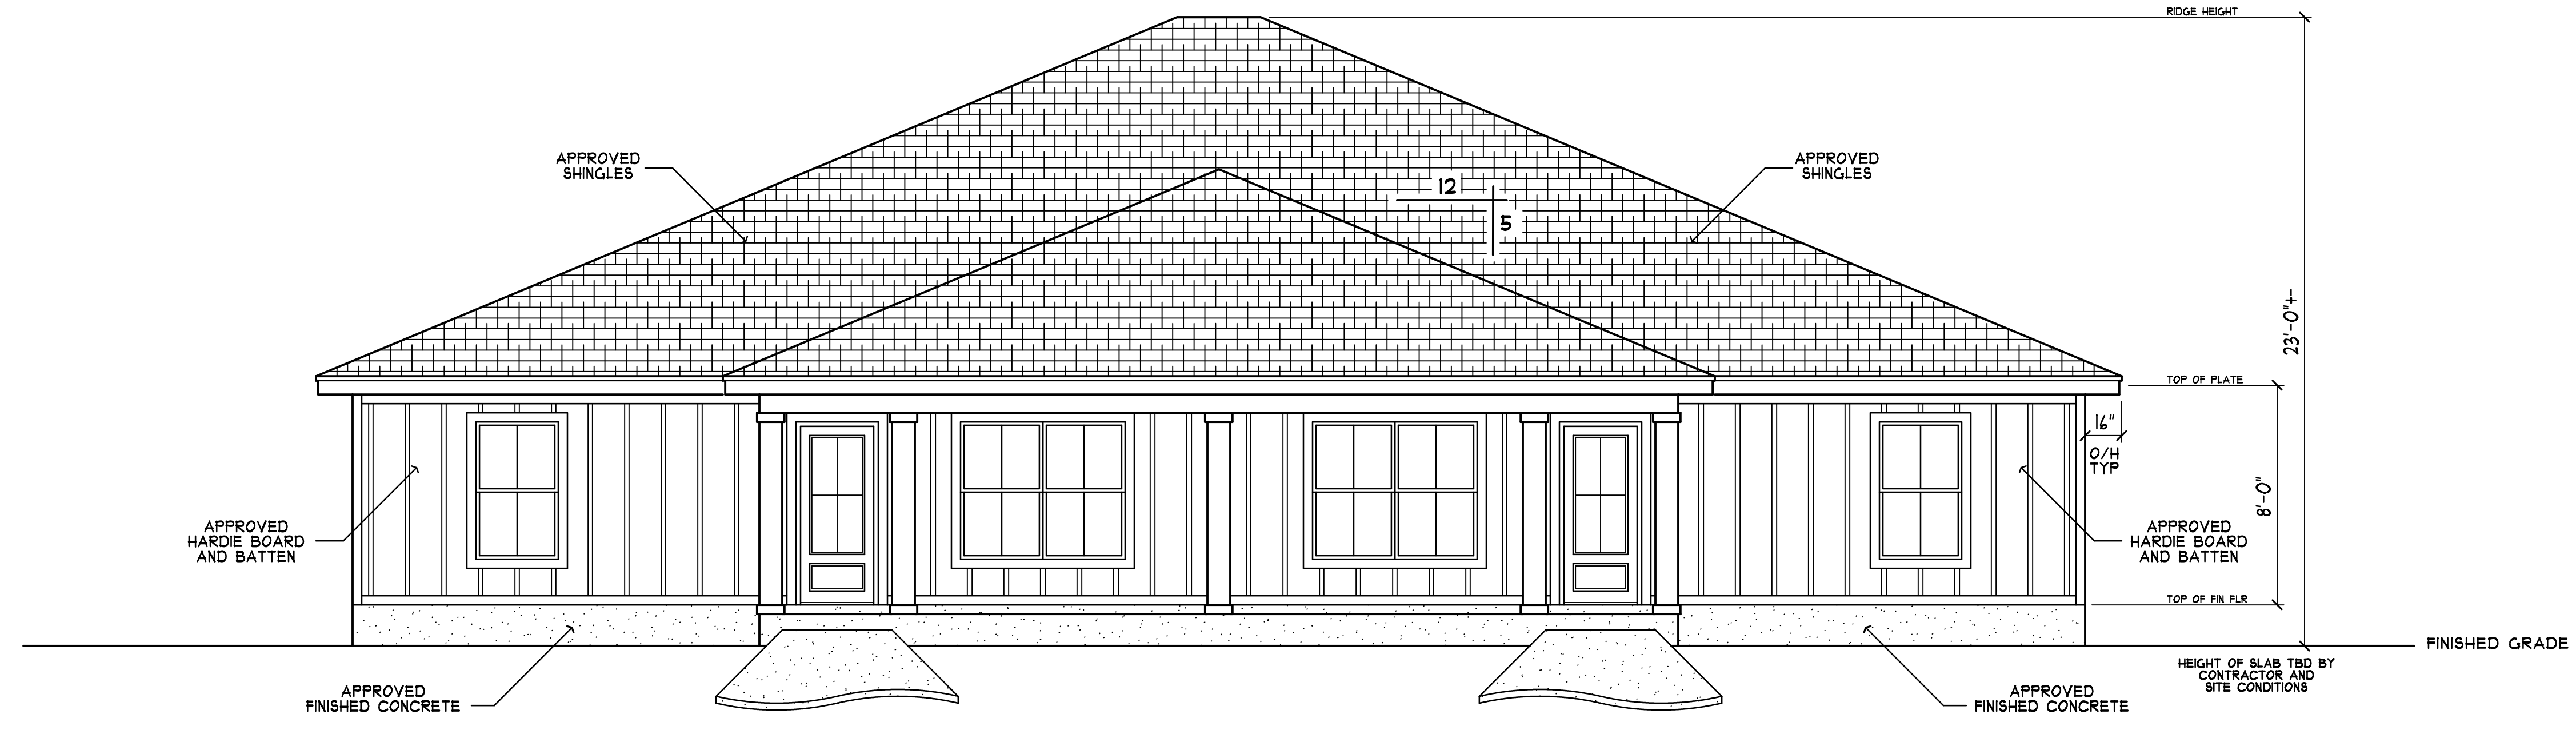 RIDGE HEIGHT
APPROVED
SHINGLES
APPROVED
SHINGLES
12
5
23'-0"+-
TOP OF PLATE
16"
O/H
TYP
8'-0"
APPROVED
HARDIE BOARD
AND BATTEN
APPROVED
HARDIE BOARD
AND BATTEN
TOP OF FIN FLR
FINISHED GRADE
HEIGHT OF SLAB TBD BY
CONTRACTOR AND
SITE CONDITIONS
APPROVED
FINISHED CONCRETE
APPROVED
FINISHED CONCRETE